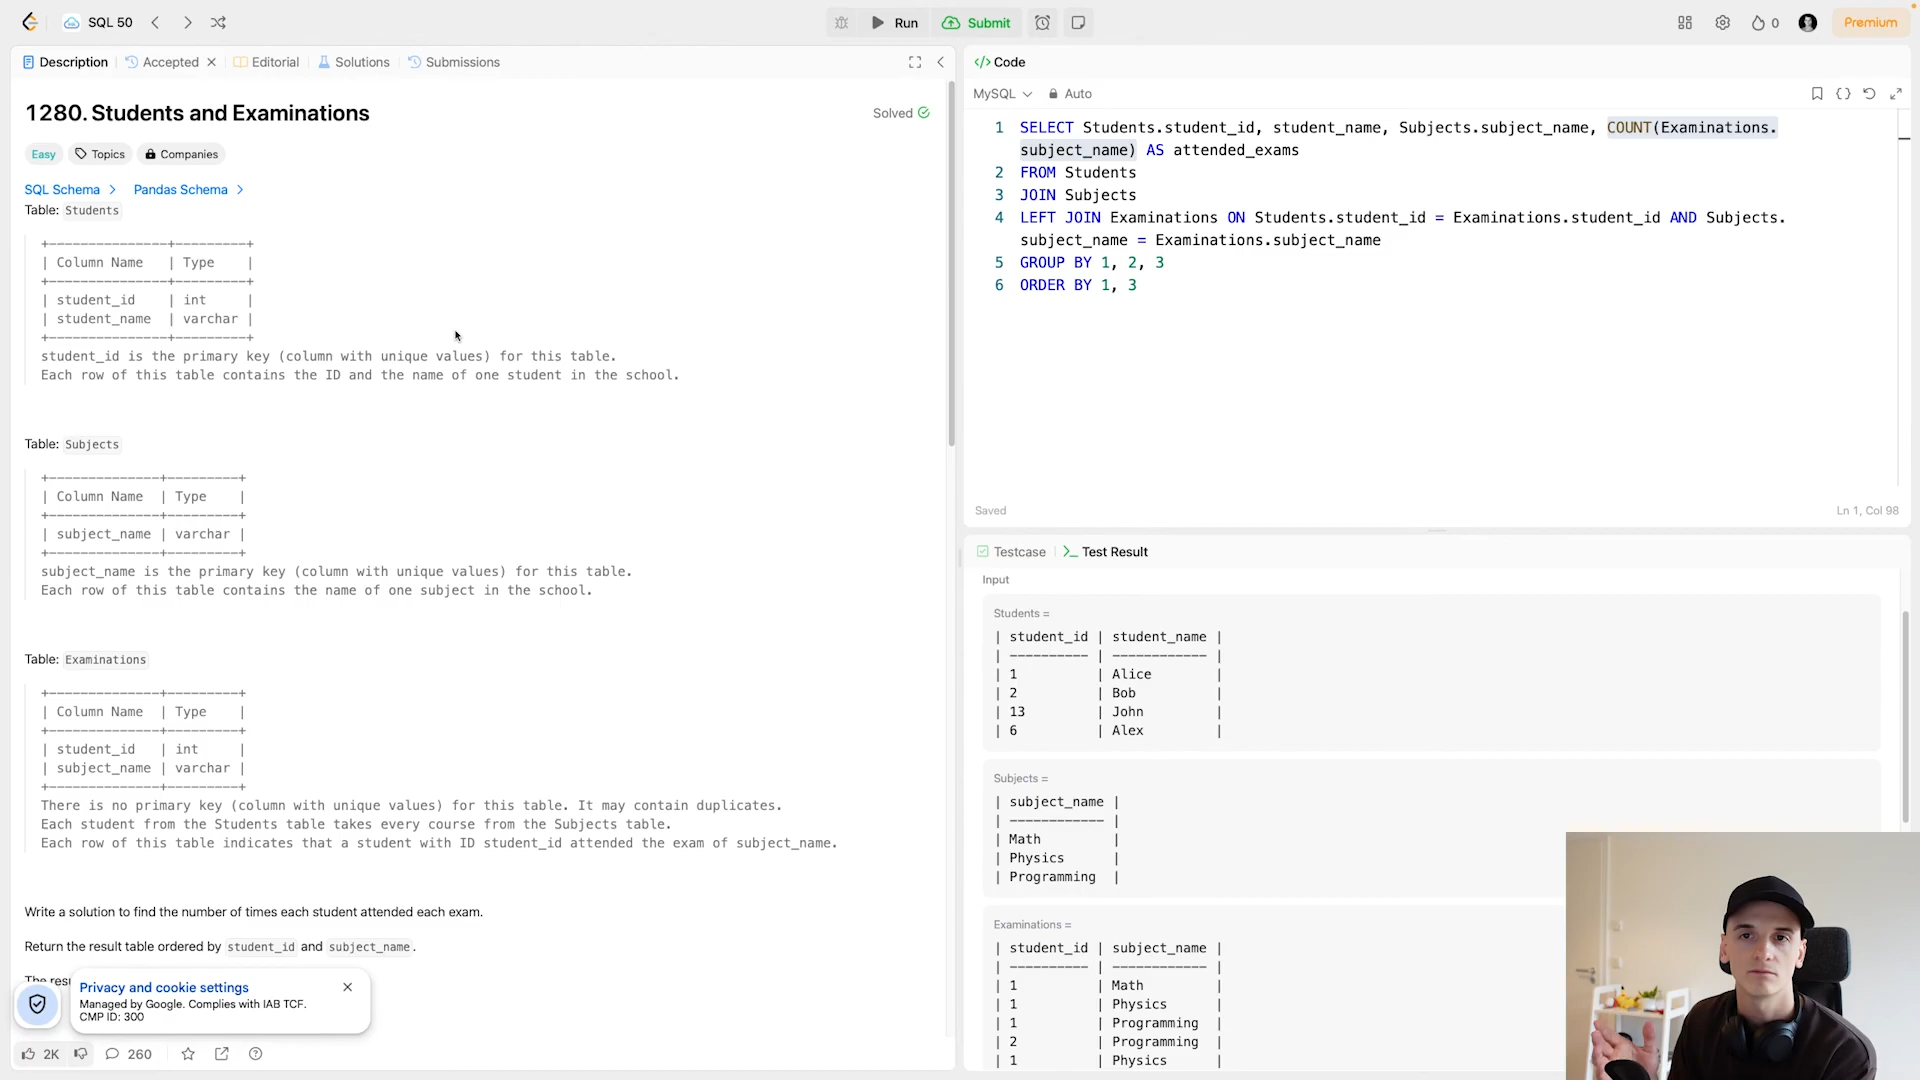 SQL 50
Run
Submit
0
Premium
Description
Accepted
Editorial
Solutions
Submissions
1280. Students and Examinations
Solved
Easy
Topics
Companies
SQL Schema
Pandas Schema
Table: Students
+---------------+---------+
| Column Name   | Type    |
+---------------+---------+
| student_id    | int     |
| student_name  | varchar |
+---------------+---------+
student_id is the primary key (column with unique values) for this table.
Each row of this table contains the ID and the name of one student in the school.
Table: Subjects
+--------------+---------+
| Column Name  | Type    |
+--------------+---------+
| subject_name | varchar |
+--------------+---------+
subject_name is the primary key (column with unique values) for this table.
Each row of this table contains the name of one subject in the school.
Table: Examinations
+--------------+---------+
| Column Name  | Type    |
+--------------+---------+
| student_id   | int     |
| subject_name | varchar |
+--------------+---------+
There is no primary key (column with unique values) for this table. It may contain duplicates.
Each student from the Students table takes every course from the Subjects table.
Each row of this table indicates that a student with ID student_id attended the exam of subject_name.
Write a solution to find the number of times each student attended each exam.
Return the result table ordered by student_id and subject_name.
Privacy and cookie settings
Managed by Google. Complies with IAB TCF.
CMP ID: 300
2K
260
</> Code
MySQL
Auto
1 SELECT Students.student_id, student_name, Subjects.subject_name, COUNT(Examinations.
subject_name) AS attended_exams
2 FROM Students
3 JOIN Subjects
4 LEFT JOIN Examinations ON Students.student_id = Examinations.student_id AND Subjects.
subject_name = Examinations.subject_name
5 GROUP BY 1, 2, 3
6 ORDER BY 1, 3
Saved
Ln 1, Col 98
Testcase
>_ Test Result
Input
Students =
| student_id | student_name |
| ---------- | ------------ |
| 1          | Alice        |
| 2          | Bob          |
| 13         | John         |
| 6          | Alex         |
Subjects =
| subject_name |
| ------------ |
| Math         |
| Physics      |
| Programming  |
Examinations =
| student_id | subject_name |
| ---------- | ------------ |
| 1          | Math         |
| 1          | Physics      |
| 1          | Programming  |
| 2          | Programming  |
| 1          | Physics      |